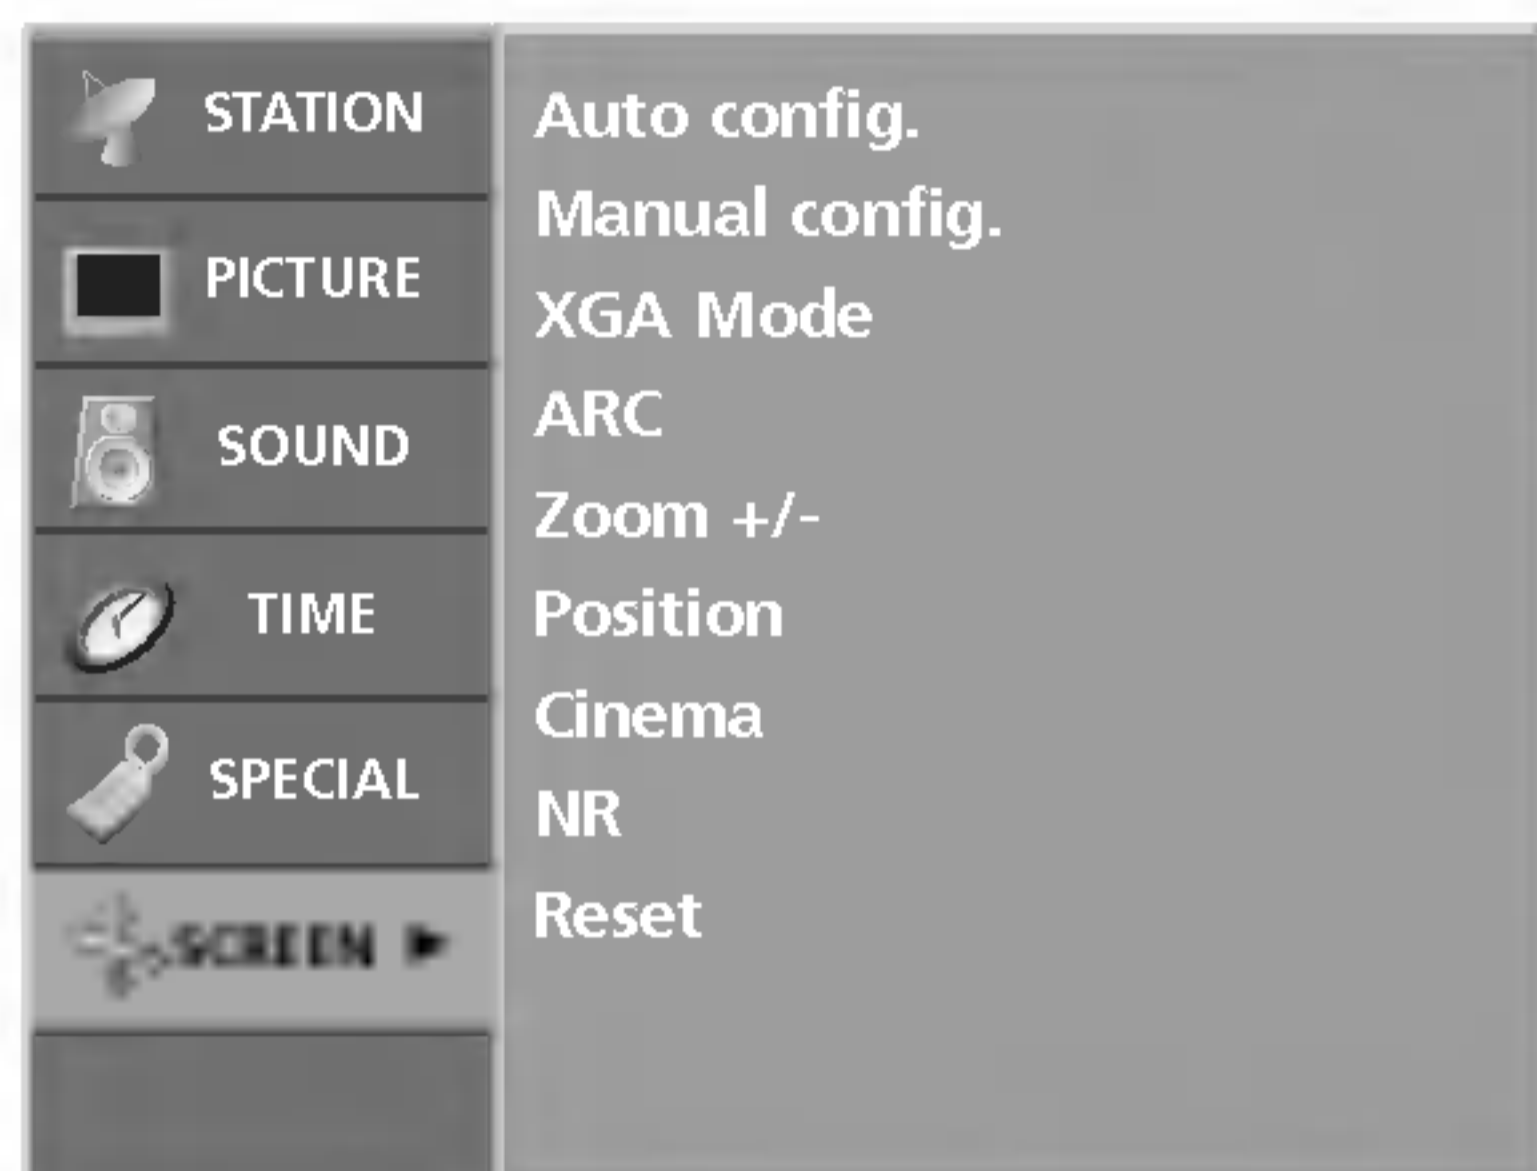 STATION
PICTURE
SOUND
TIME
SPECIAL
SCREEN ►
Auto config.
Manual config.
XGA Mode
ARC
Zoom +/-
Position
Cinema
NR
Reset